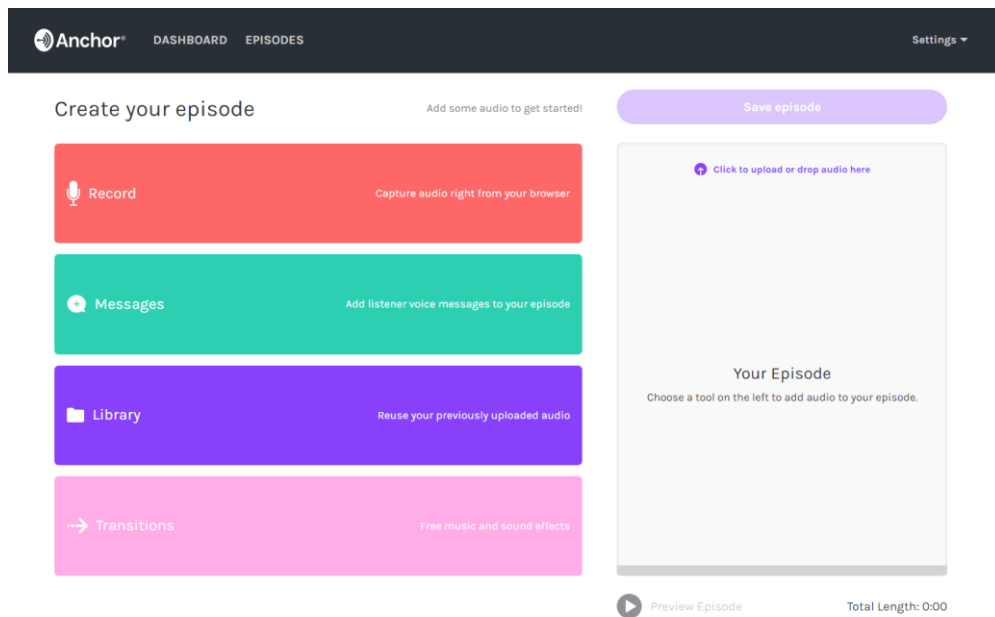 Anchor®
DASHBOARD EPISODES
Settings
Create your episode
Add some audio to get started!
Save episode
Record
Capture audio right from your browser
Messages
Add listener voice messages to your episode
Library
Reuse your previously uploaded audio
Transitions
Free music and sound effects
Click to upload or drop audio here
Your Episode
Choose a tool on the left to add audio to your episode.
Preview Episode
Total Length: 0:00